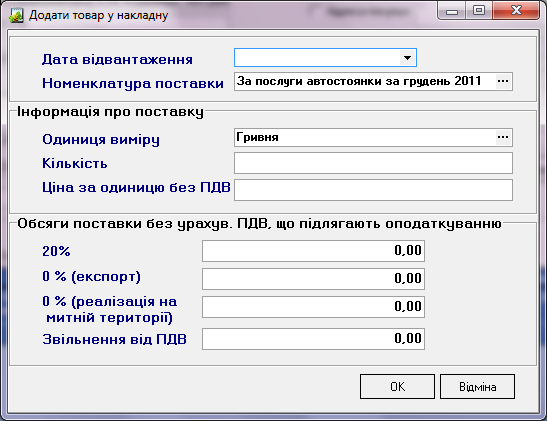 Додати товар у накладну
Дата відвантаження
Номенклатура поставки За послуги автостоянки за грудень 2011 ...
Інформація про поставку
Одиниця виміру Гривня ...
Кількість
Ціна за одиницю без ПДВ
Обсяги поставки без урахув. ПДВ, що підлягають оподаткуванню
20% 0,00
0 % (експорт) 0,00
0 % (реалізація на 0,00
митній території)
Звільнення від ПДВ 0,00
OK Відміна